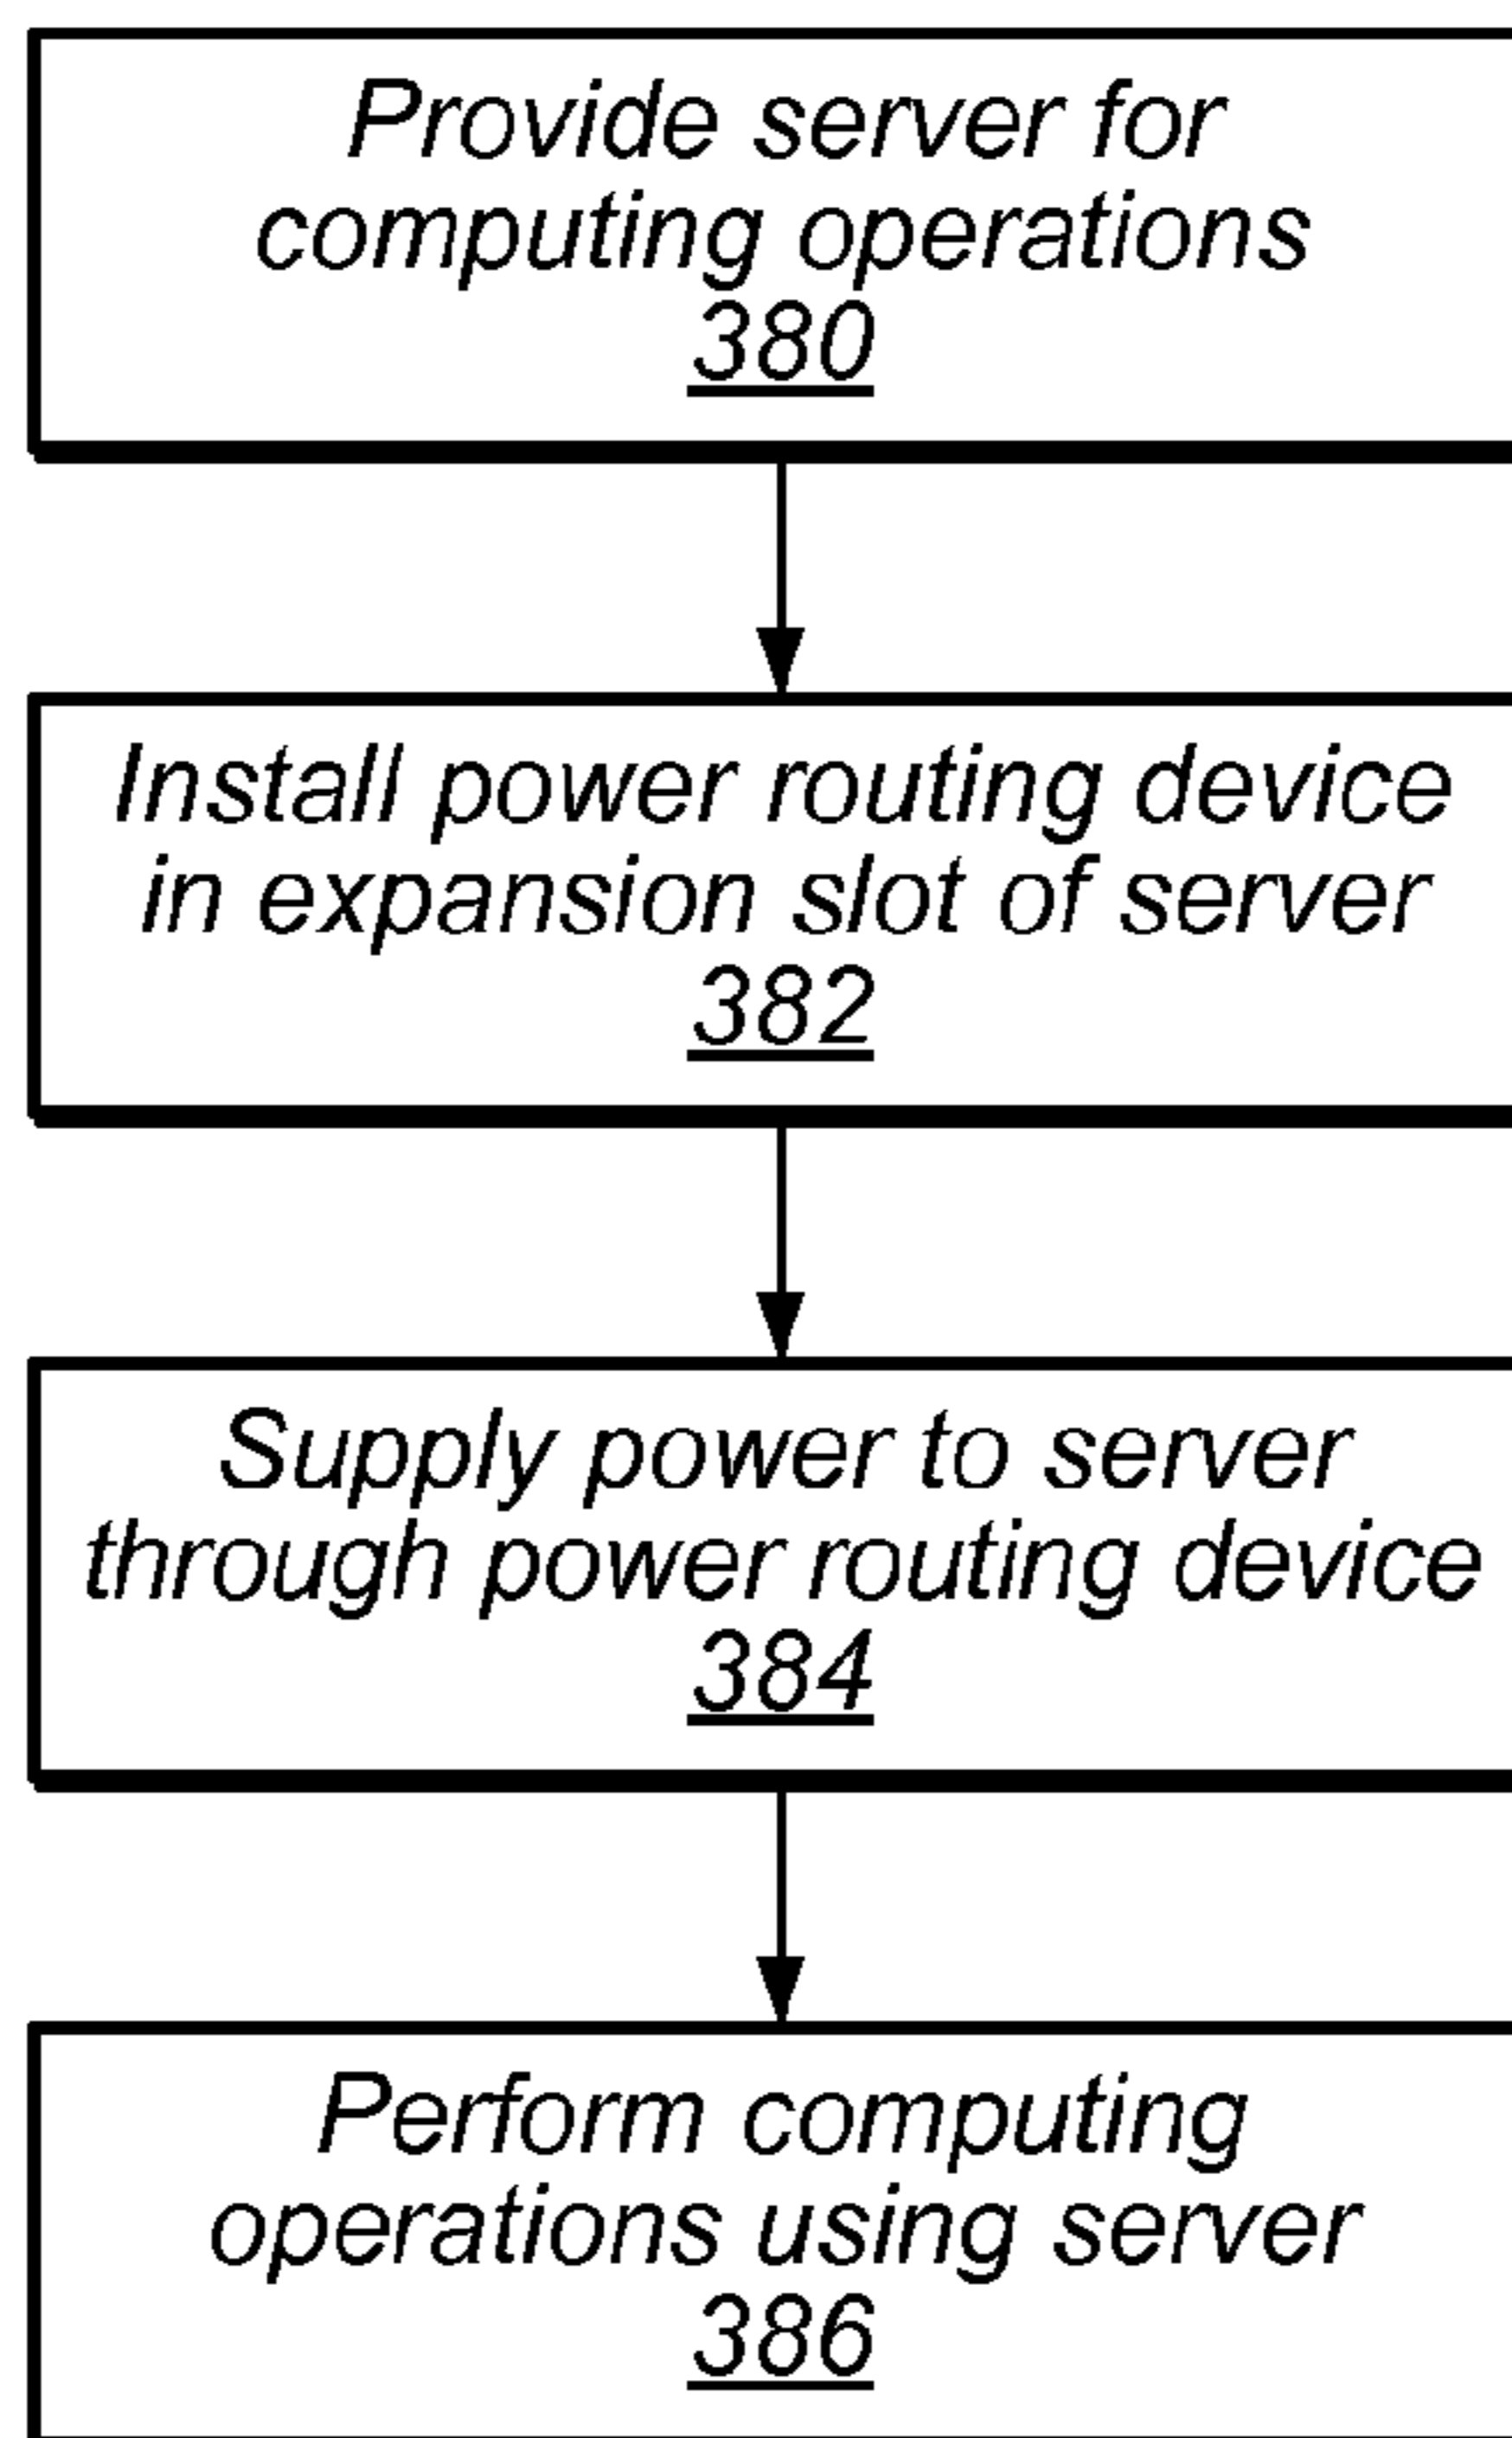 Provide server for
computing operations
380
Install power routing device
in expansion slot of server
382
Supply power to server
through power routing device
384
Perform computing
operations using server
386